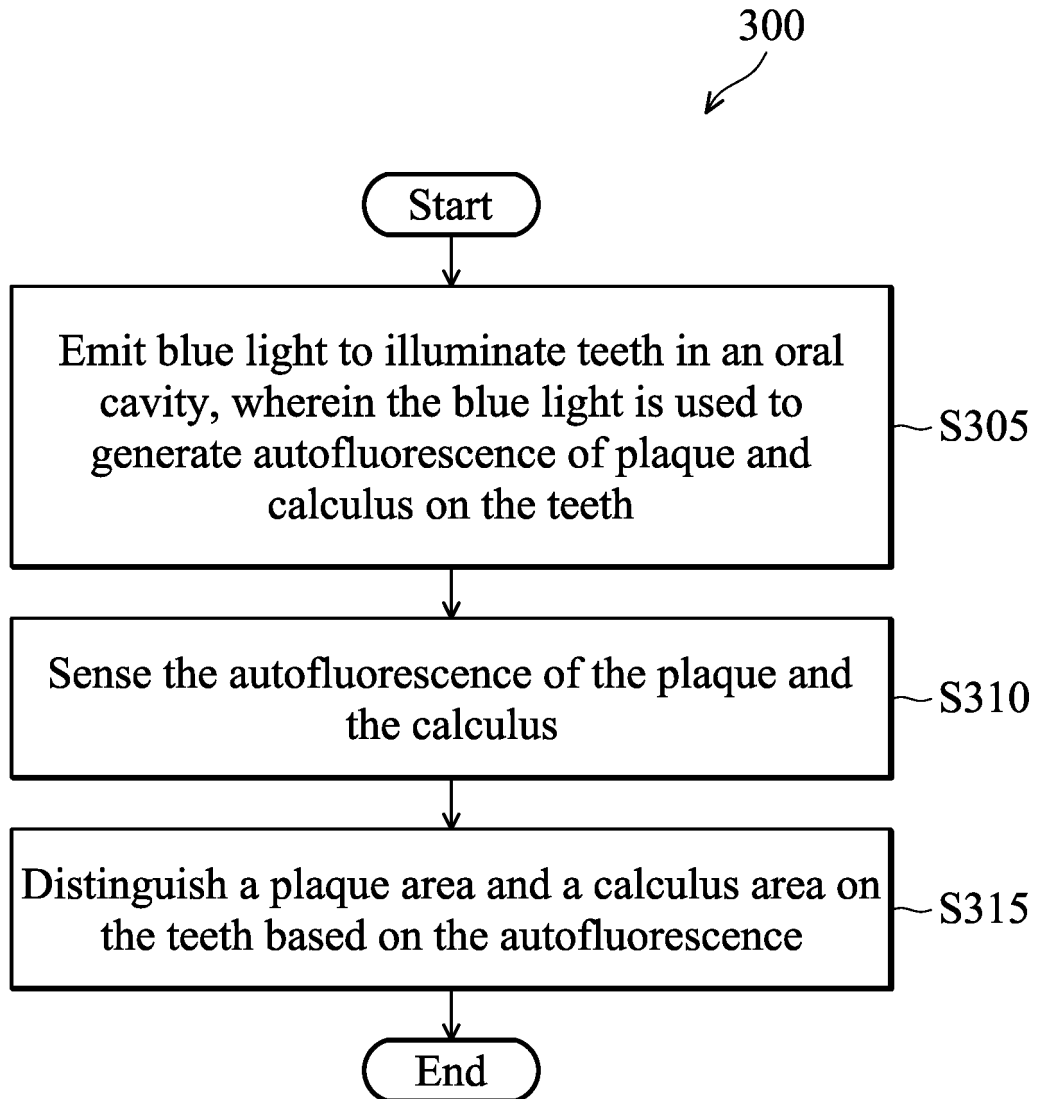 300
Start
Emit blue light to illuminate teeth in an oral
cavity, wherein the blue light is used to
generate autofluorescence of plaque and
calculus on the teeth
S305
Sense the autofluorescence of the plaque and
the calculus
S310
Distinguish a plaque area and a calculus area on
the teeth based on the autofluorescence
S315
End